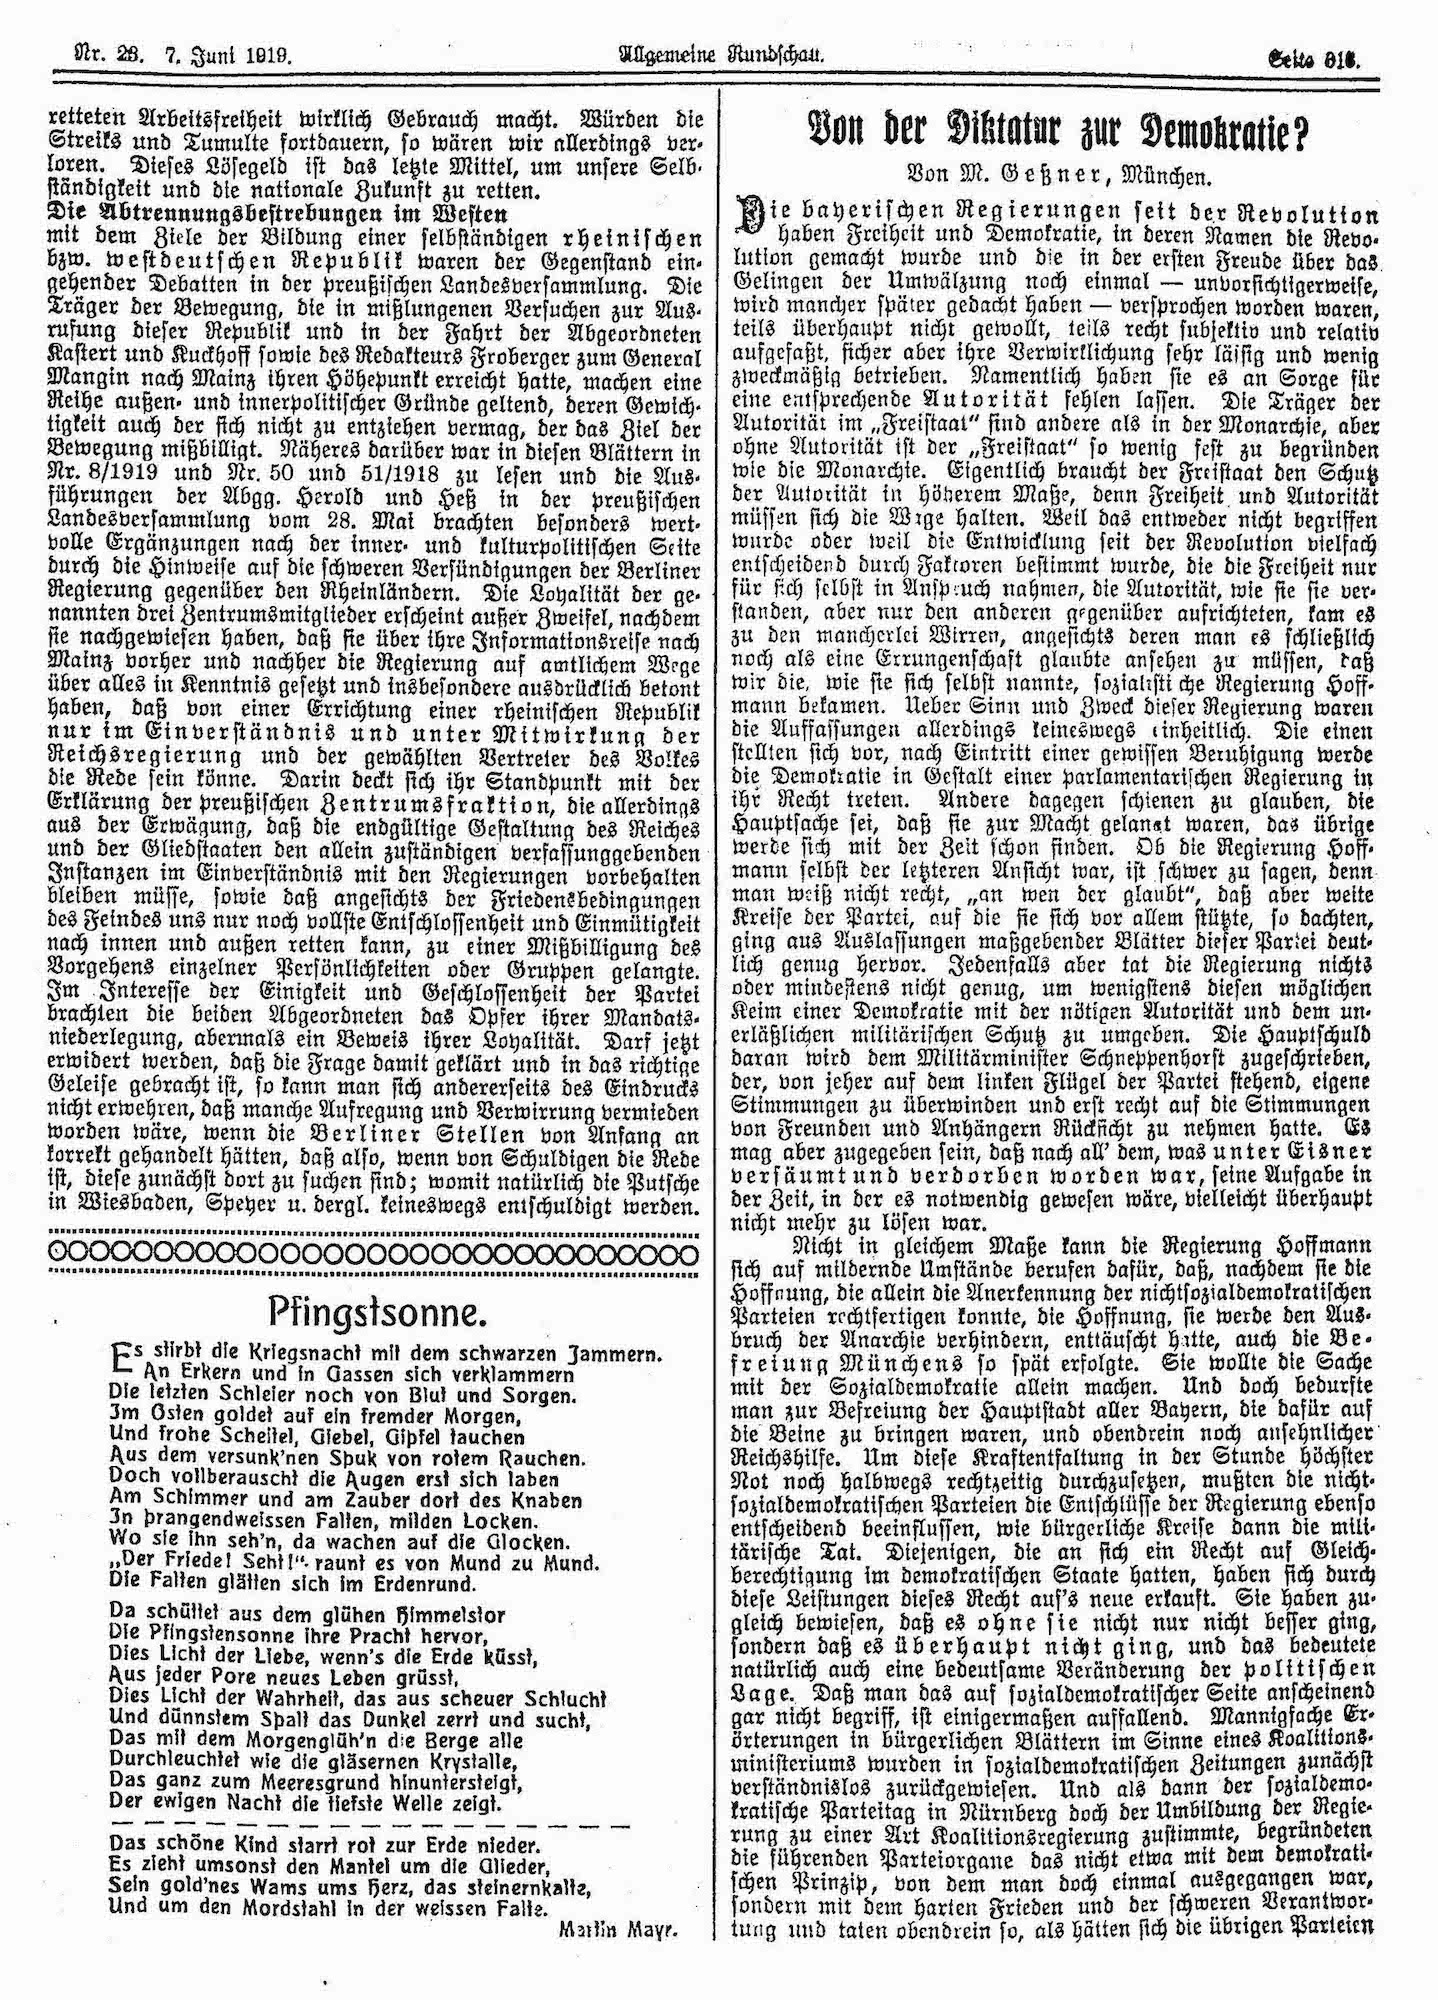 Nr. 23. 7. Juni 1919.
Allgemeine Rundschau.
Seite 313.
retteten Arbeitsfreiheit wirklich Gebrauch macht. Würden die
Streiks und Tumulte fortdauern, so wären wir allerdings ver-
loren. Dieses Lösegeld ist das letzte Mittel, um unsere Selb-
ständigkeit und die nationale Zukunft zu retten.
Die Abtrennungsbestrebungen im Westen
mit dem Ziele der Bildung einer selbständigen rheinischen
bzw. westdeutschen Republik waren der Gegenstand ein-
gehender Debatten in der preußischen Landesversammlung. Die
Träger der Bewegung, die in mißlungenen Versuchen zur Aus-
rufung dieser Republik und in der Fahrt der Abgeordneten
Kastert und Kuckhoff sowie des Redakteurs Froberger zum General
Mangin nach Mainz ihren Höhepunkt erreicht hatte, machen eine
Reihe außen- und innerpolitischer Gründe geltend, deren Gewich-
tigkeit auch der sich nicht zu entziehen vermag, der das Ziel der
Bewegung mißbilligt. Näheres darüber war in diesen Blättern in
Nr. 8/1919 und Nr. 50 und 51/1918 zu lesen und die Aus-
führungen der Abgg. Herold und Heß in der preußischen
Landesversammlung vom 28. Mai brachten besonders wert-
volle Ergänzungen nach der inner- und kulturpolitischen Seite
durch die Hinweise auf die schweren Versündigungen der Berliner
Regierung gegenüber den Rheinländern. Die Loyalität der ge-
nannten drei Zentrumsmitglieder erscheint außer Zweifel, nachdem
sie nachgewiesen haben, daß sie über ihre Informationsreise nach
Mainz vorher und nachher die Regierung auf amtlichem Wege
über alles in Kenntnis gesetzt und insbesondere ausdrücklich betont
haben, daß von einer Errichtung einer rheinischen Republik
nur im Einverständnis und unter Mitwirkung der
Reichsregierung und der gewählten Vertreter des Volkes
die Rede sein könne. Darin deckt sich ihr Standpunkt mit der
Erklärung der preußischen Zentrumsfraktion, die allerdings
aus der Erwägung, daß die endgültige Gestaltung des Reiches
und der Gliedstaaten den allein zuständigen verfassunggebenden
Instanzen im Einverständnis mit den Regierungen vorbehalten
bleiben müsse, sowie daß angesichts der Friedensbedingungen
des Feindes uns nur noch vollste Entschlossenheit und Einmütigkeit
nach innen und außen retten kann, zu einer Mißbilligung des
Vorgehens einzelner Persönlichkeiten oder Gruppen gelangte.
Im Interesse der Einigkeit und Geschlossenheit der Partei
brachten die beiden Abgeordneten das Opfer ihrer Mandats-
niederlegung, abermals ein Beweis ihrer Loyalität. Darf jetzt
erwidert werden, daß die Frage damit geklärt und in das richtige
Geleise gebracht ist, so kann man sich andererseits des Eindrucks
nicht erwehren, daß manche Aufregung und Verwirrung vermieden
worden wäre, wenn die Berliner Stellen von Anfang an
korrekt gehandelt hätten, daß also, wenn von Schuldigen die Rede
ist, diese zunächst dort zu suchen sind; womit natürlich die Putsche
in Wiesbaden, Speyer u. dergl. keineswegs entschuldigt werden.
Pfingstsonne.
Es stirbt die Kriegsnacht mit dem schwarzen Jammern.
An Erkern und in Gassen sich verklammern
Die letzten Schleier noch von Blut und Sorgen.
Im Osten goldet auf ein fremder Morgen,
Und frohe Scheitel, Giebel, Gipfel tauchen
Aus dem versunk'nen Spuk von rotem Rauchen.
Doch vollberauscht die Augen erst sich laben
Am Schimmer und am Zauber dort des Knaben
In prangendweissen Falten, milden Locken.
Wo sie ihn seh'n, da wachen auf die Glocken.
„Der Friede! Seht!“ raunt es von Mund zu Mund.
Die Falten glätten sich im Erdenrund.
Da schüttet aus dem glühen Himmelstor
Die Pfingstensonne ihre Pracht hervor,
Dies Licht der Liebe, wenn's die Erde küsst,
Aus jeder Pore neues Leben grüsst,
Dies Licht der Wahrheit, das aus scheuer Schlucht
Und dünnstem Spalt das Dunkel zerrt und sucht,
Das mit dem Morgenglüh'n die Berge alle
Durchleuchtet wie die gläsernen Krystalle,
Das ganz zum Meeresgrund hinuntersteigt,
Der ewigen Nacht die tiefste Welle zeigt.
Das schöne Kind starrt rot zur Erde nieder.
Es zieht umsonst den Mantel um die Glieder,
Sein gold'nes Wams ums Herz, das steinernkalte,
Und um den Mordstahl in der weissen Falte.
Martin Mayr.
Von der Diktatur zur Demokratie?
Von M. Geßner, München.
Die bayerischen Regierungen seit der Revolution
haben Freiheit und Demokratie, in deren Namen die Revo-
lution gemacht wurde und die in der ersten Freude über das
Gelingen der Umwälzung noch einmal — unvorsichtigerweise,
wird mancher später gedacht haben — versprochen worden waren,
teils überhaupt nicht gewollt, teils recht subjektiv und relativ
aufgefaßt, sicher aber ihre Verwirklichung sehr lässig und wenig
zweckmäßig betrieben. Namentlich haben sie es an Sorge für
eine entsprechende Autorität fehlen lassen. Die Träger der
Autorität im „Freistaat“ sind andere als in der Monarchie, aber
ohne Autorität ist der „Freistaat“ so wenig fest zu begründen
wie die Monarchie. Eigentlich braucht der Freistaat den Schutz
der Autorität in höherem Maße, denn Freiheit und Autorität
müssen sich die Wage halten. Weil das entweder nicht begriffen
wurde oder weil die Entwicklung seit der Revolution vielfach
entscheidend durch Faktoren bestimmt wurde, die die Freiheit nur
für sich selbst in Anspruch nahmen, die Autorität, wie sie sie ver-
standen, aber nur den anderen gegenüber aufrichteten, kam es
zu den mancherlei Wirren, angesichts deren man es schließlich
noch als eine Errungenschaft glaubte ansehen zu müssen, daß
wir die, wie sie sich selbst nannte, sozialistische Regierung Hoff-
mann bekamen. Ueber Sinn und Zweck dieser Regierung waren
die Auffassungen allerdings keineswegs einheitlich. Die einen
stellten sich vor, nach Eintritt einer gewissen Beruhigung werde
die Demokratie in Gestalt einer parlamentarischen Regierung in
ihr Recht treten. Andere dagegen schienen zu glauben, die
Hauptsache sei, daß sie zur Macht gelangt waren, das übrige
werde sich mit der Zeit schon finden. Ob die Regierung Hoff-
mann selbst der letzteren Ansicht war, ist schwer zu sagen, denn
man weiß nicht recht, „an wen der glaubt“, daß aber weite
Kreise der Partei, auf die sie sich vor allem stützte, so dachten,
ging aus Auslassungen maßgebender Blätter dieser Partei deut-
lich genug hervor. Jedenfalls aber tat die Regierung nichts
oder mindestens nicht genug, um wenigstens diesen möglichen
Keim einer Demokratie mit der nötigen Autorität und dem un-
erläßlichen militärischen Schutz zu umgeben. Die Hauptschuld
daran wird dem Militärminister Schneppenhorst zugeschrieben,
der, von jeher auf dem linken Flügel der Partei stehend, eigene
Stimmungen zu überwinden und erst recht auf die Stimmungen
von Freunden und Anhängern Rücksicht zu nehmen hatte. Es
mag aber zugegeben sein, daß nach all' dem, was unter Eisner
versäumt und verdorben worden war, seine Aufgabe in
der Zeit, in der es notwendig gewesen wäre, vielleicht überhaupt
nicht mehr zu lösen war.
Nicht in gleichem Maße kann die Regierung Hoffmann
sich auf mildernde Umstände berufen dafür, daß, nachdem sie die
Hoffnung, die allein die Anerkennung der nichtsozialdemokratischen
Parteien rechtfertigen konnte, die Hoffnung, sie werde den Aus-
bruch der Anarchie verhindern, enttäuscht hatte, auch die Be-
freiung Münchens so spät erfolgte. Sie wollte die Sache
mit der Sozialdemokratie allein machen. Und doch bedurfte
man zur Befreiung der Hauptstadt aller Bayern, die dafür auf
die Beine zu bringen waren, und obendrein noch ansehnlicher
Reichshilfe. Um diese Kraftentfaltung in der Stunde höchster
Not noch halbwegs rechtzeitig durchzusetzen, mußten die nicht-
sozialdemokratischen Parteien die Entschlüsse der Regierung ebenso
entscheidend beeinflussen, wie bürgerliche Kreise dann die mili-
tärische Tat. Diejenigen, die an sich ein Recht auf Gleich-
berechtigung im demokratischen Staate hatten, haben sich durch
diese Leistungen dieses Recht auf's neue erkauft. Sie haben zu-
gleich bewiesen, daß es ohne sie nicht nur nicht besser ging,
sondern daß es überhaupt nicht ging, und das bedeutete
natürlich auch eine bedeutsame Veränderung der politischen
Lage. Daß man das auf sozialdemokratischer Seite anscheinend
gar nicht begriff, ist einigermaßen auffallend. Mannigfache Er-
örterungen in bürgerlichen Blättern im Sinne eines Koalitions-
ministeriums wurden in sozialdemokratischen Zeitungen zunächst
verständnislos zurückgewiesen. Und als dann der sozialdemo-
kratische Parteitag in Nürnberg doch der Umbildung der Regie-
rung zu einer Art Koalitionsregierung zustimmte, begründeten
die führenden Parteiorgane das nicht etwa mit dem demokrati-
schen Prinzip, von dem man doch einmal ausgegangen war,
sondern mit dem harten Frieden und der schweren Verantwor-
tung und taten obendrein so, als hätten sich die übrigen Parteien